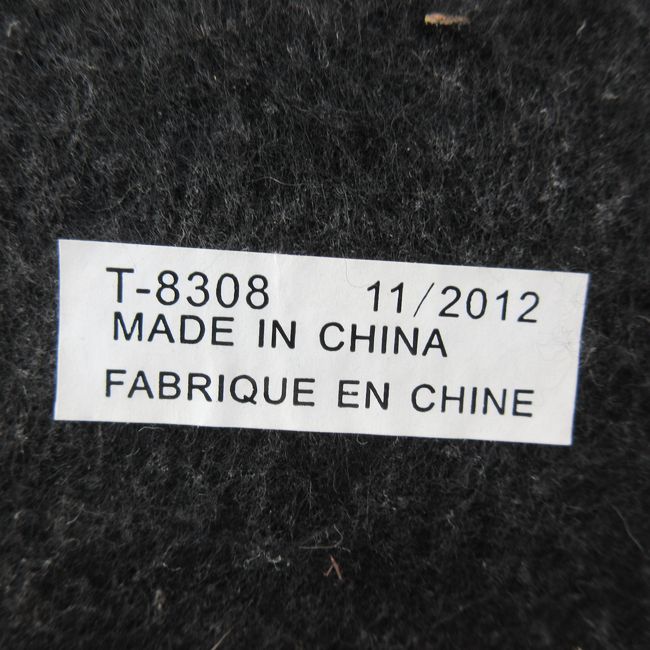 T-8308 11/2012
MADE IN CHINA
FABRIQUE EN CHINE